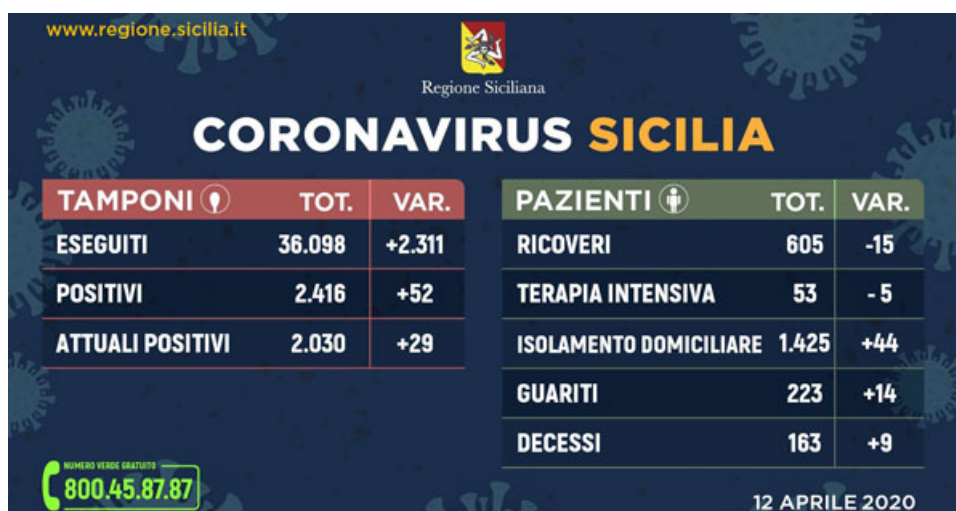 www.regione.sicilia.it
Regione Siciliana
CORONAVIRUS SICILIA
TAMPONI TOT. VAR.
ESEGUITI 36.098 +2.311
POSITIVI 2.416 +52
ATTUALI POSITIVI 2.030 +29
PAZIENTI TOT. VAR.
RICOVERI 605 -15
TERAPIA INTENSIVA 53 - 5
ISOLAMENTO DOMICILIARE 1.425 +44
GUARITI 223 +14
DECESSI 163 +9
NUMERO VERDE GRATUITO
800.45.87.87
12 APRILE 2020